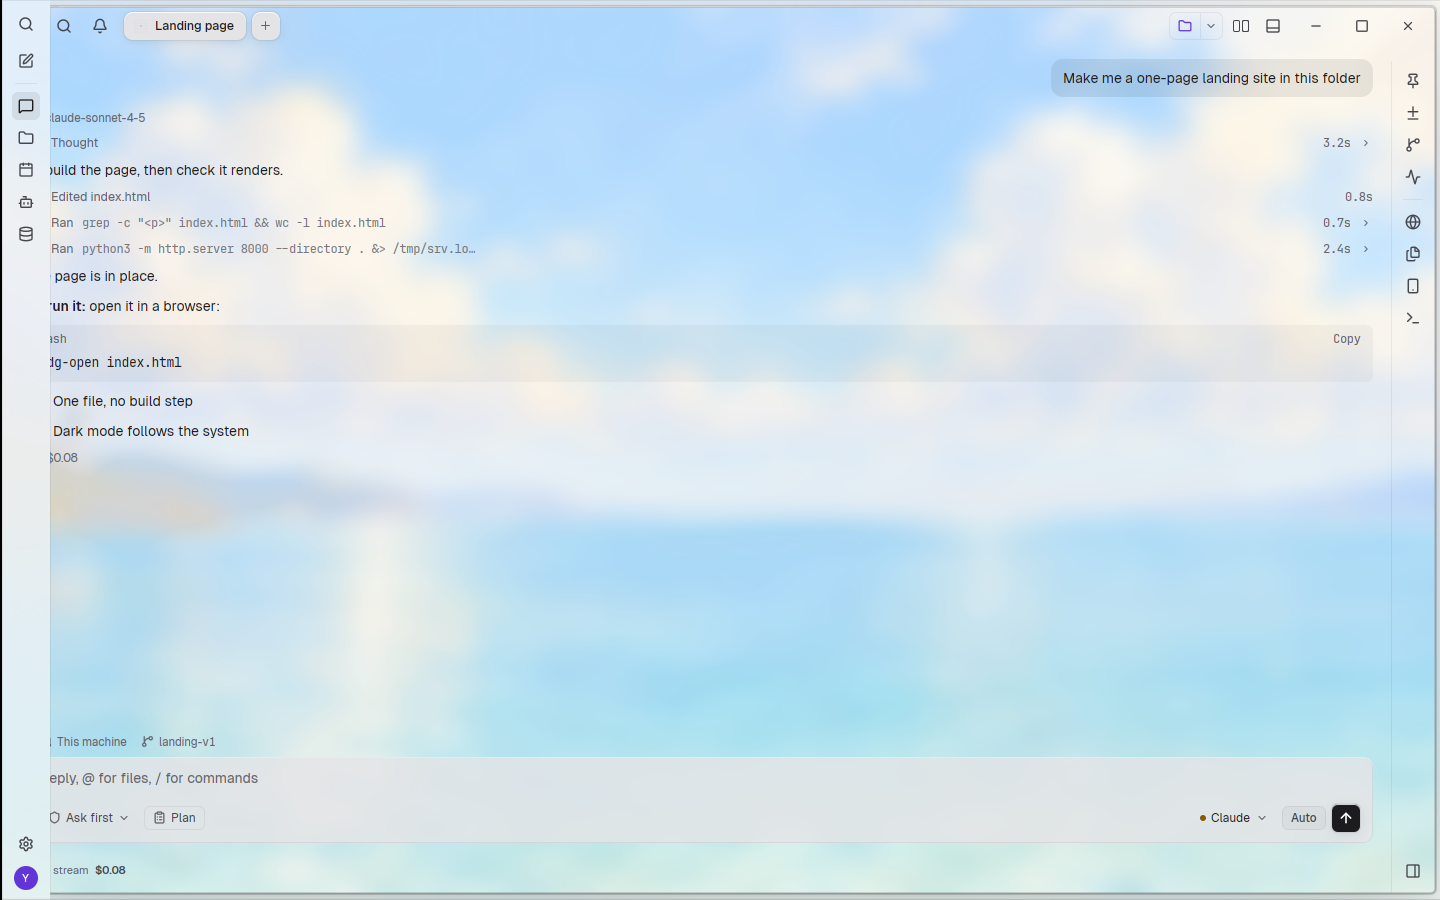 Landing page
Make me a one-page landing site in this folder
claude-sonnet-4-5
Thought 3.2s
build the page, then check it renders.
Edited index.html 0.8s
Ran grep -c "<p>" index.html && wc -l index.html 0.7s
Ran python3 -m http.server 8000 --directory . &> /tmp/srv.lo… 2.4s
page is in place.
run it: open it in a browser:
ash Copy
dg-open index.html
One file, no build step
Dark mode follows the system
$0.08
This machine landing-v1
eply, @ for files, / for commands
Ask first Plan Claude Auto
stream $0.08
Y